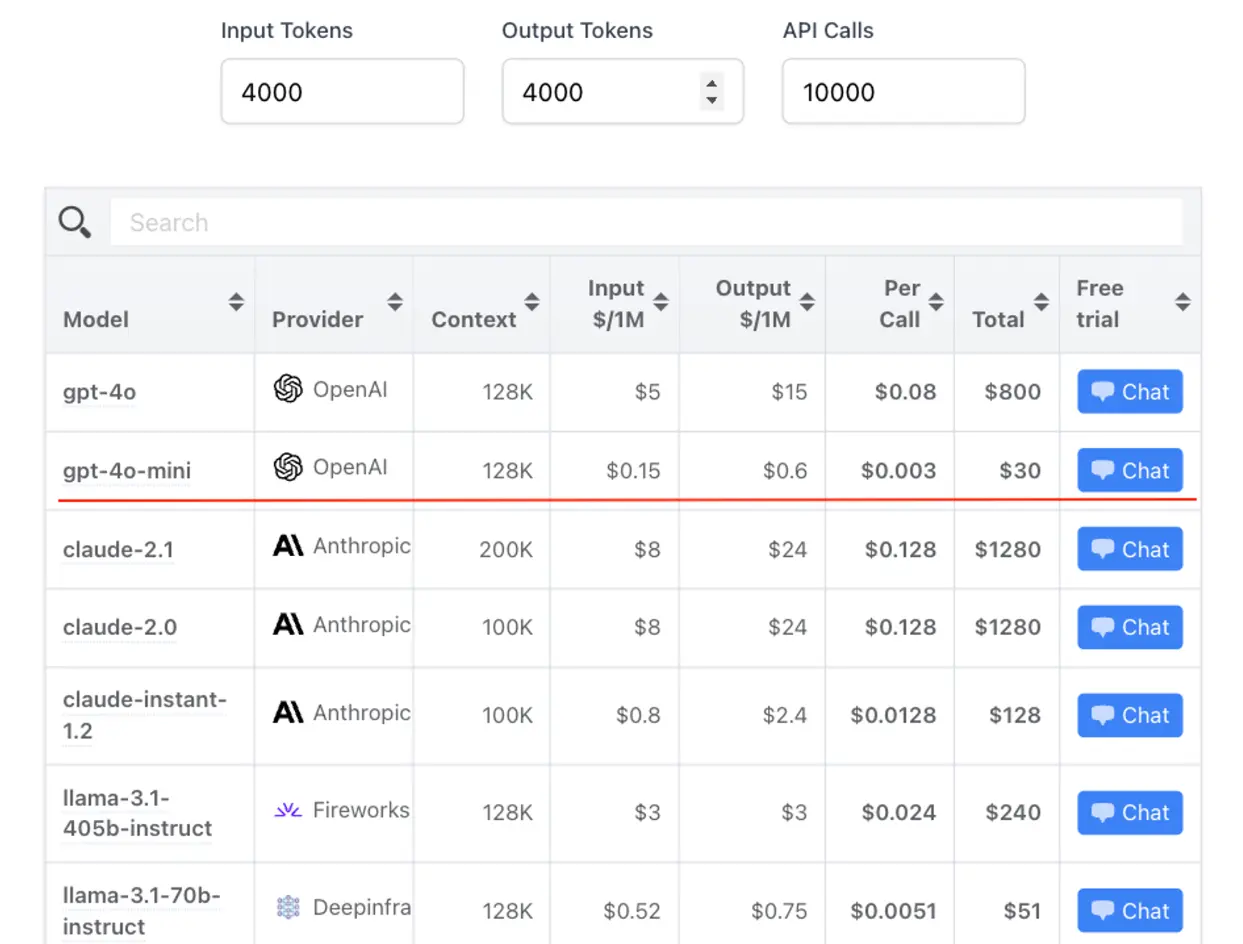 Input Tokens Output Tokens API Calls
4000 4000 10000
Search
Model Provider Context Input $/1M Output $/1M Per Call Total Free trial
gpt-4o OpenAI 128K $5 $15 $0.08 $800 Chat
gpt-4o-mini OpenAI 128K $0.15 $0.6 $0.003 $30 Chat
claude-2.1 Anthropic 200K $8 $24 $0.128 $1280 Chat
claude-2.0 Anthropic 100K $8 $24 $0.128 $1280 Chat
claude-instant-1.2 Anthropic 100K $0.8 $2.4 $0.0128 $128 Chat
llama-3.1-405b-instruct Fireworks 128K $3 $3 $0.024 $240 Chat
llama-3.1-70b-instruct Deepinfra 128K $0.52 $0.75 $0.0051 $51 Chat